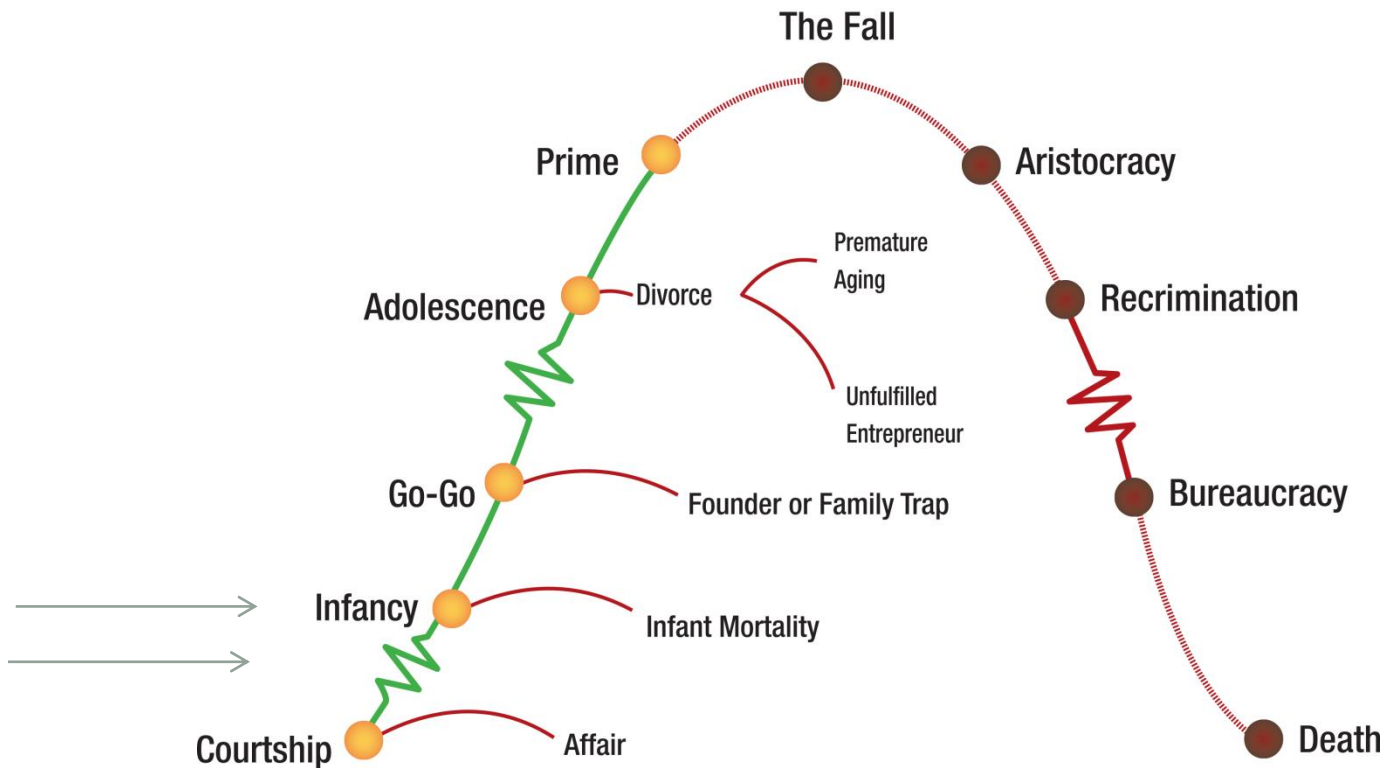 The Fall
Prime
Aristocracy
Premature
Aging
Adolescence
Divorce
Recrimination
Unfulfilled
Entrepreneur
Go-Go
Founder or Family Trap
Bureaucracy
Infancy
Infant Mortality
Courtship
Affair
Death